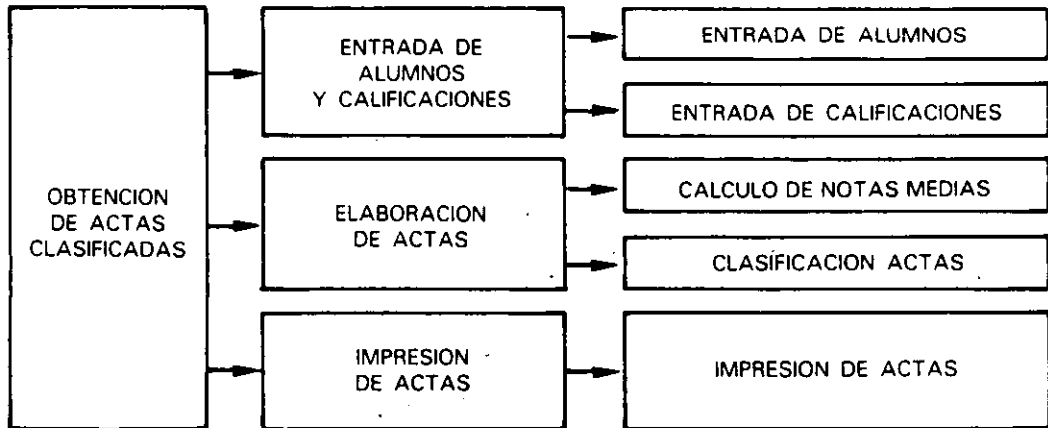 OBTENCION
DE ACTAS
CLASIFICADAS
ENTRADA DE
ALUMNOS
Y CALIFICACIONES
ELABORACION
DE ACTAS
IMPRESION
DE ACTAS
ENTRADA DE ALUMNOS
ENTRADA DE CALIFICACIONES
CALCULO DE NOTAS MEDIAS
CLASIFICACION ACTAS
IMPRESION DE ACTAS